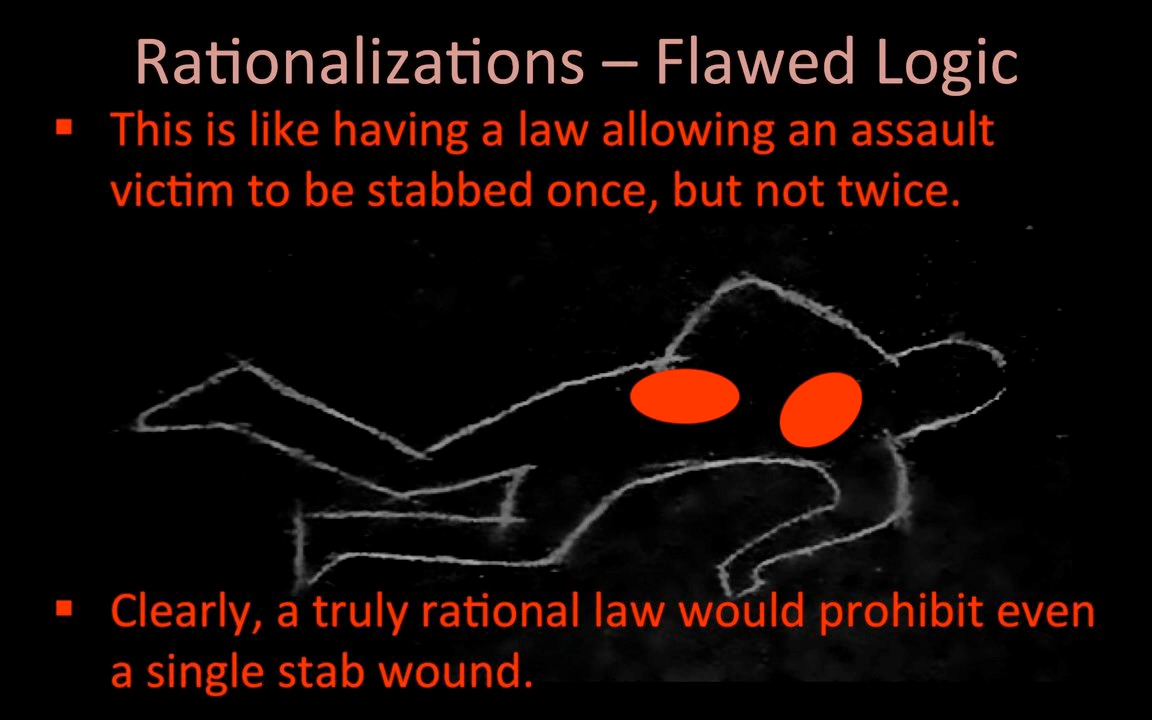 Rationalizations – Flawed Logic
▪ This is like having a law allowing an assault
victim to be stabbed once, but not twice.
▪ Clearly, a truly rational law would prohibit even
a single stab wound.